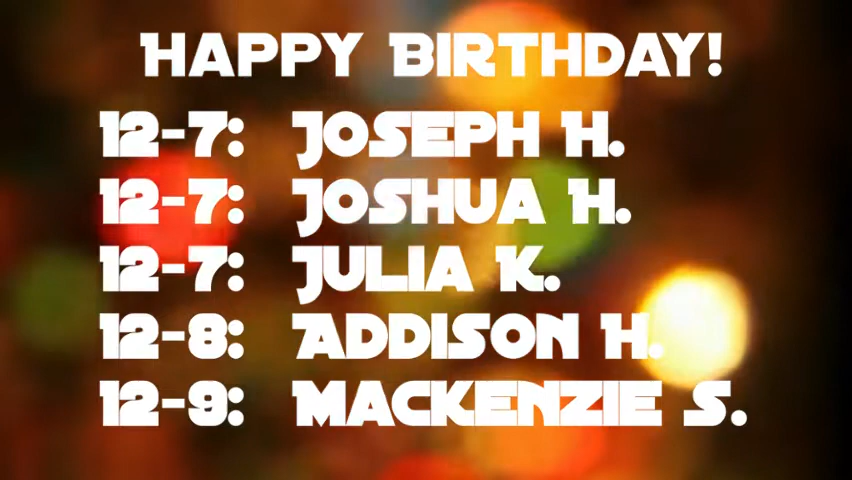 Happy Birthday!
12-7: Joseph H.
12-7: Joshua H.
12-7: Julia K.
12-8: Addison H.
12-9: Mackenzie S.